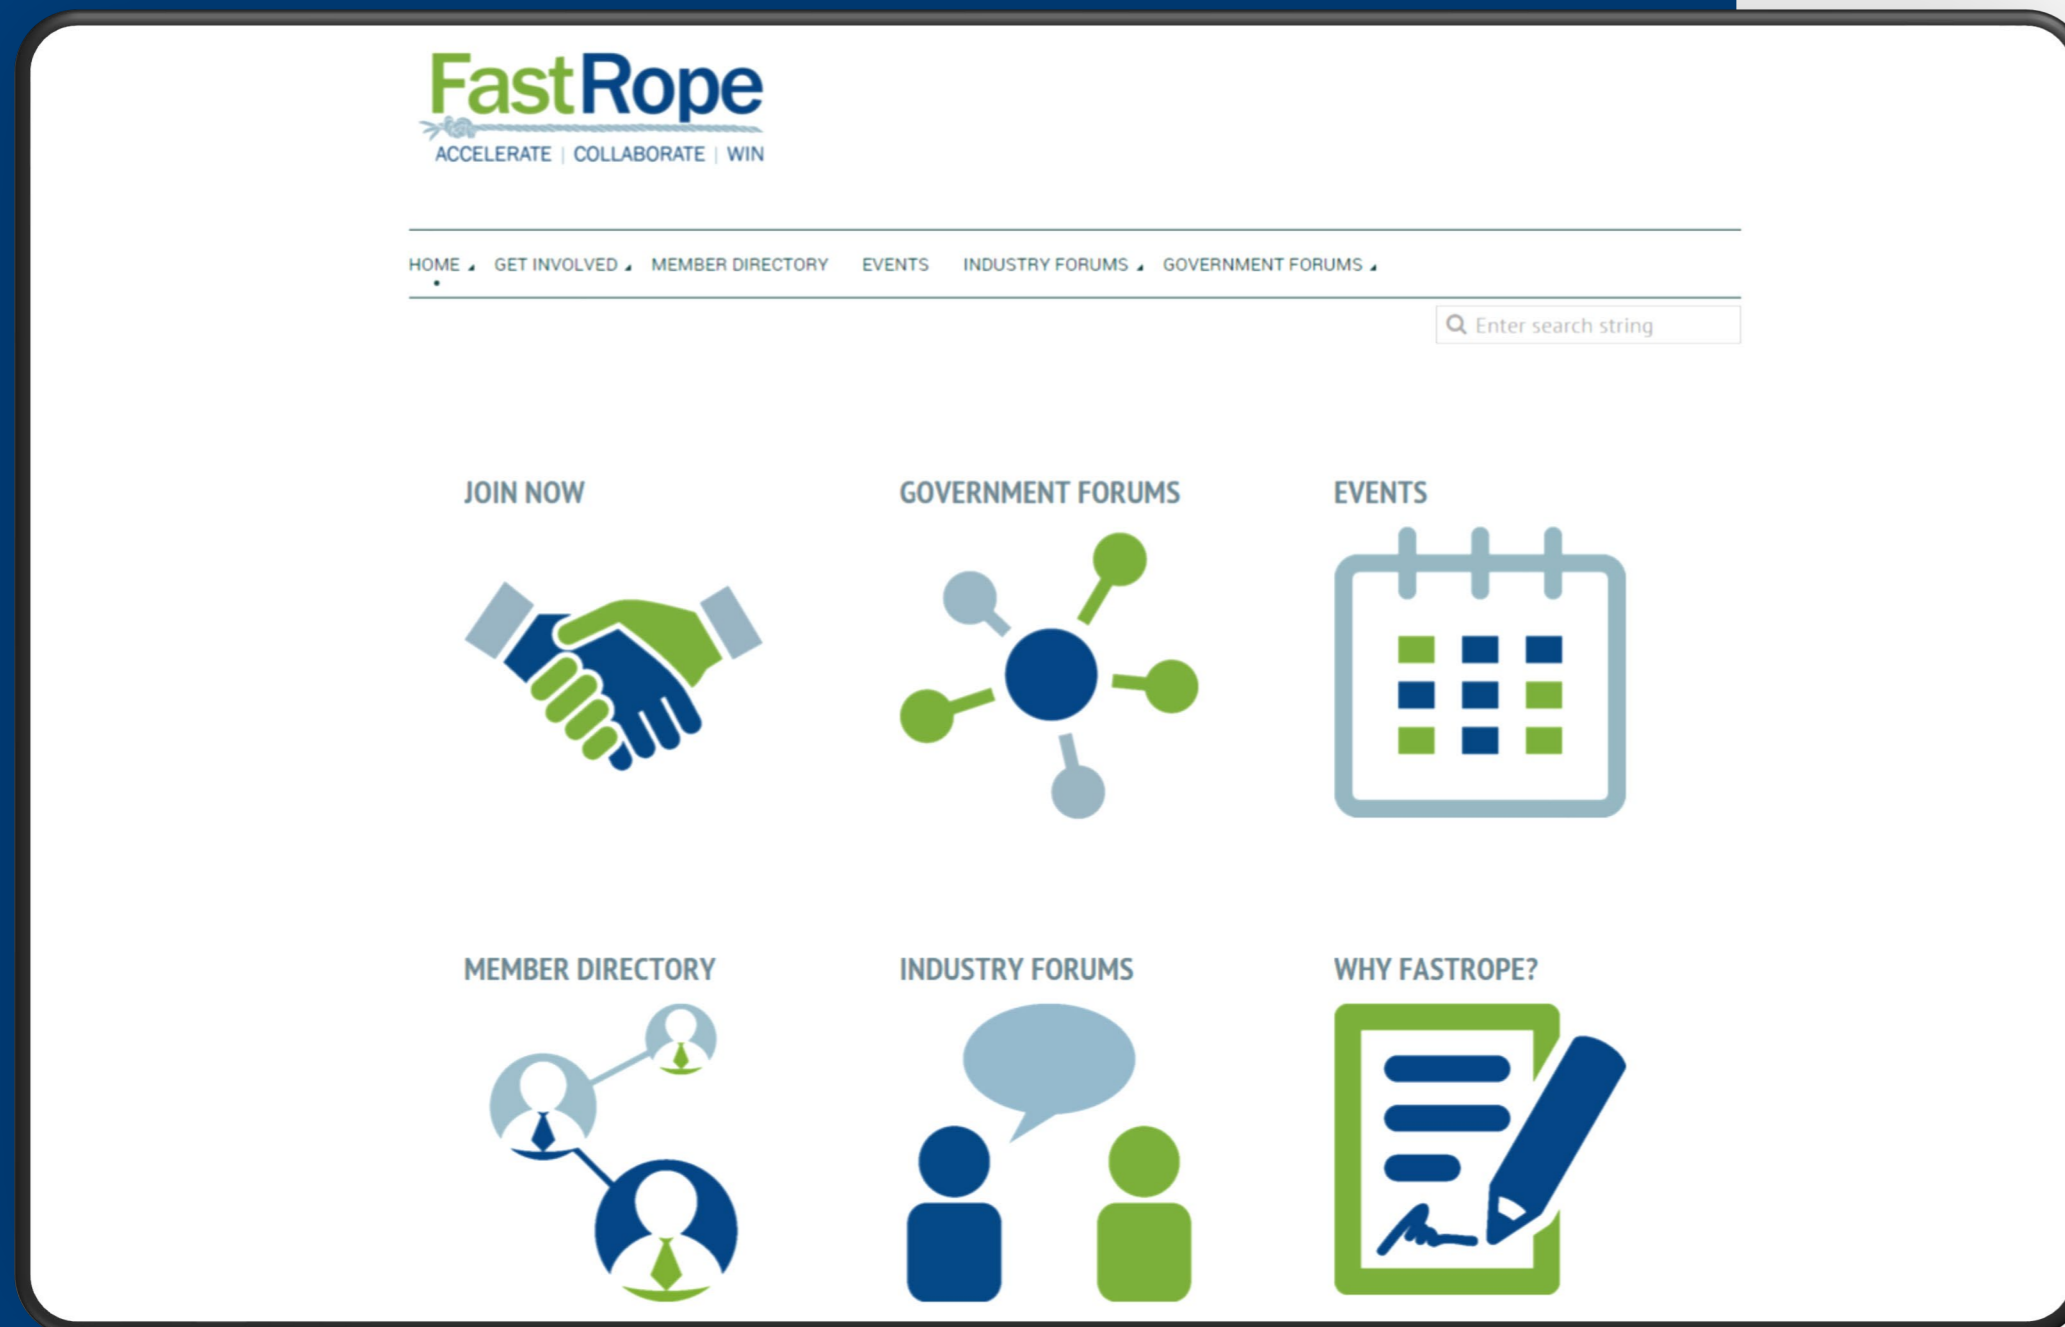 FastRope
ACCELERATE | COLLABORATE | WIN
HOME GET INVOLVED MEMBER DIRECTORY EVENTS INDUSTRY FORUMS GOVERNMENT FORUMS
Enter search string
JOIN NOW GOVERNMENT FORUMS EVENTS
MEMBER DIRECTORY INDUSTRY FORUMS WHY FASTROPE?